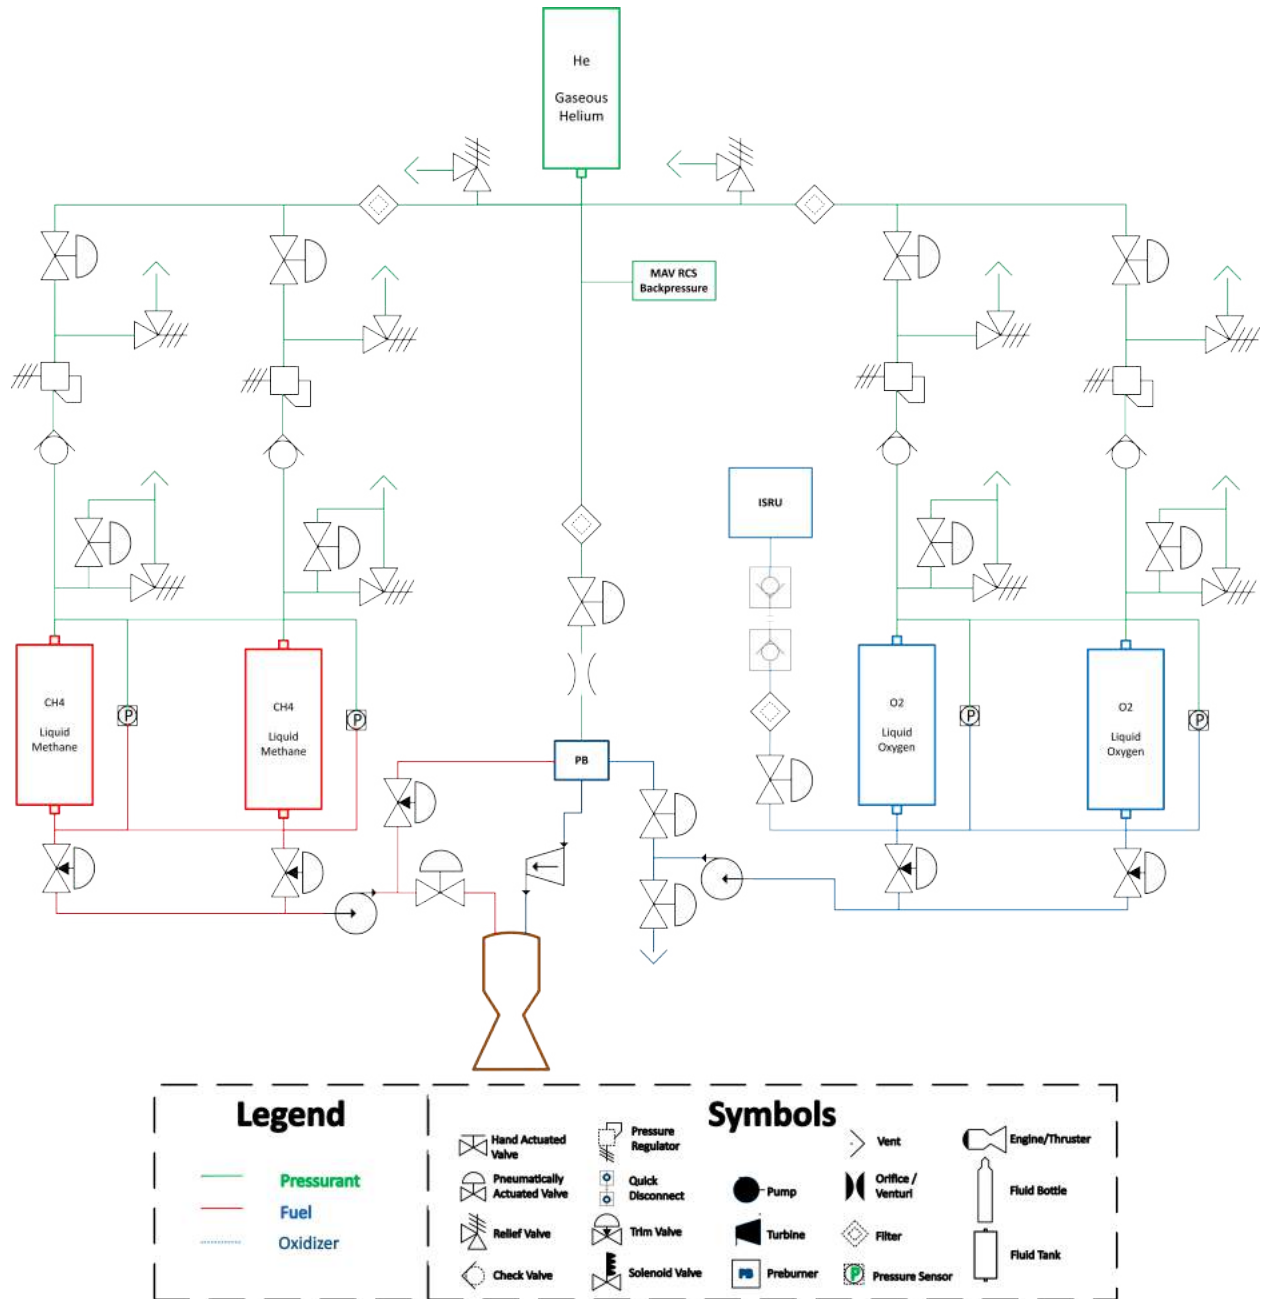 He
Gaseous
Helium
MAV RCS
Backpressure
ISRU
CH4
Liquid
Methane
P
CH4
Liquid
Methane
P
PB
O2
Liquid
Oxygen
P
O2
Liquid
Oxygen
P
Legend
Pressurant
Fuel
Oxidizer
Symbols
Hand Actuated
Valve
Pneumatically
Actuated Valve
Relief Valve
Check Valve
Pressure
Regulator
Quick
Disconnect
Trim Valve
Solenoid Valve
Pump
Turbine
PB
Preburner
Vent
Orifice /
Venturi
Filter
P
Pressure Sensor
Engine/Thruster
Fluid Bottle
Fluid Tank